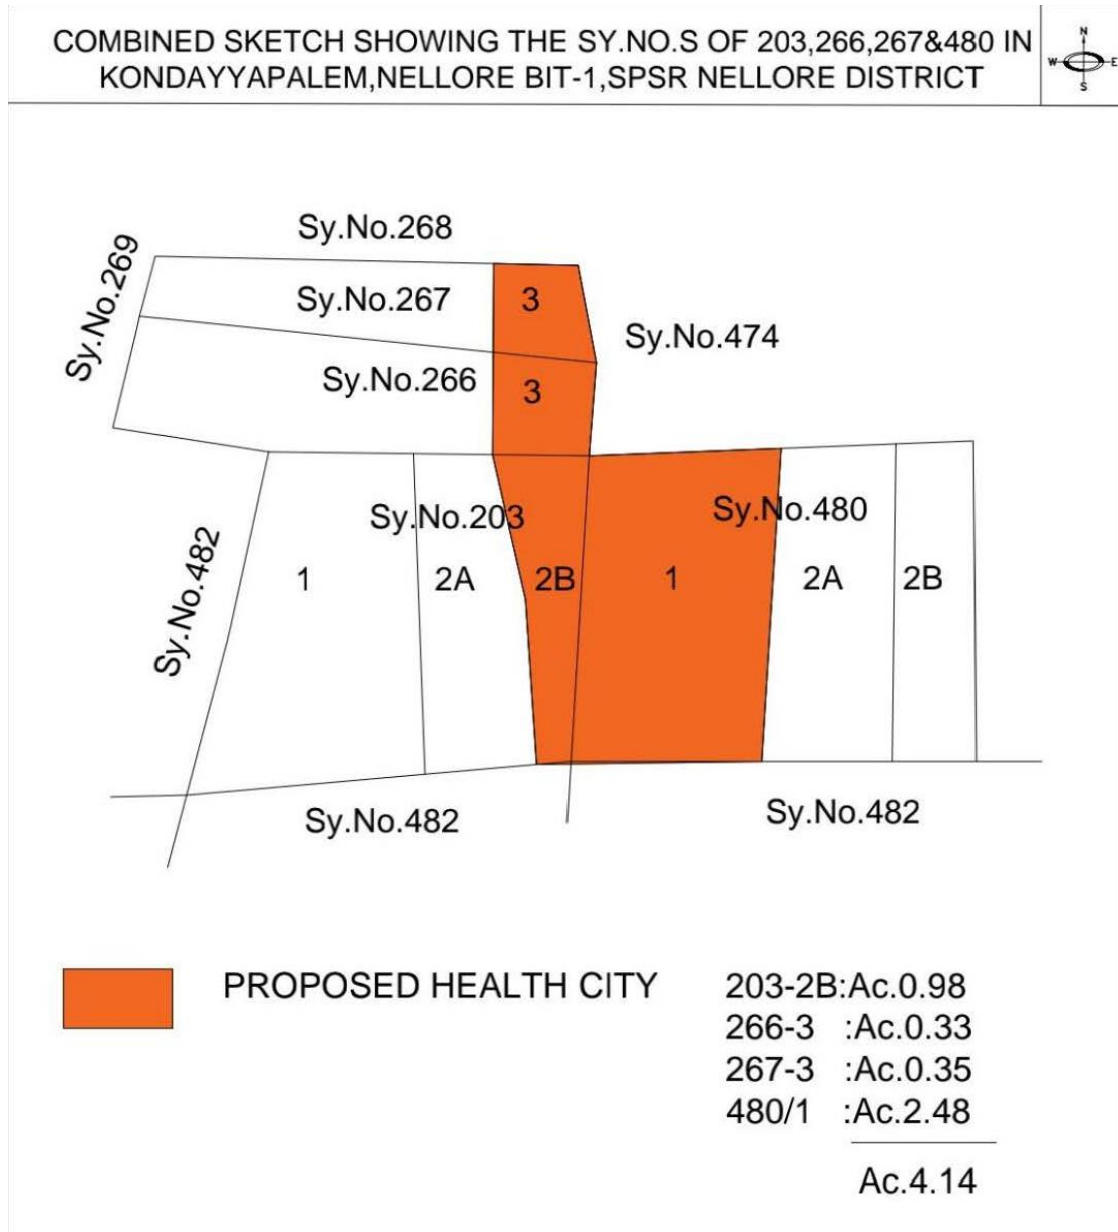 COMBINED SKETCH SHOWING THE SY.NO.S OF 203,266,267&480 IN
KONDAYYAPALEM,NELLORE BIT-1,SPSR NELLORE DISTRICT
N
W E
S
Sy.No.268
Sy.No.269
Sy.No.267
3
Sy.No.474
Sy.No.266
3
Sy.No.203
Sy.No.480
Sy.No.482
1
2A
2B
1
2A
2B
Sy.No.482
Sy.No.482
PROPOSED HEALTH CITY
203-2B:Ac.0.98
266-3 :Ac.0.33
267-3 :Ac.0.35
480/1 :Ac.2.48
Ac.4.14